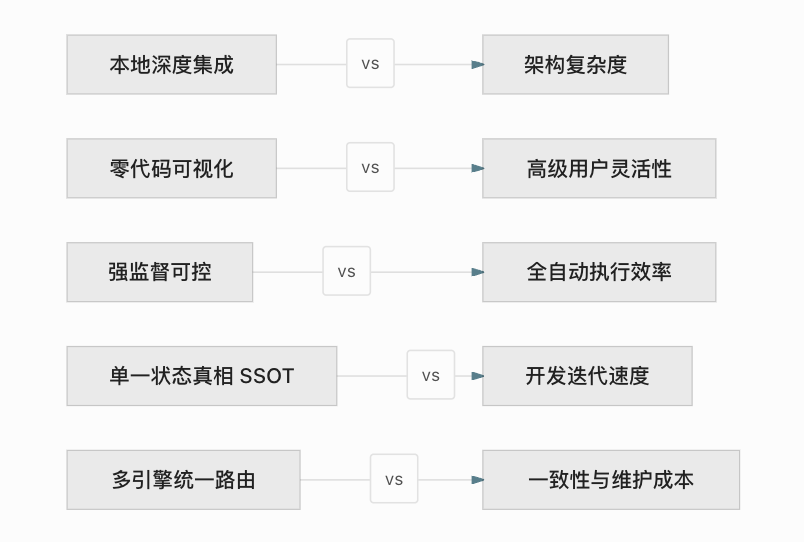 本地深度集成 vs 架构复杂度
零代码可视化 vs 高级用户灵活性
强监督可控 vs 全自动执行效率
单一状态真相 SSOT vs 开发迭代速度
多引擎统一路由 vs 一致性与维护成本